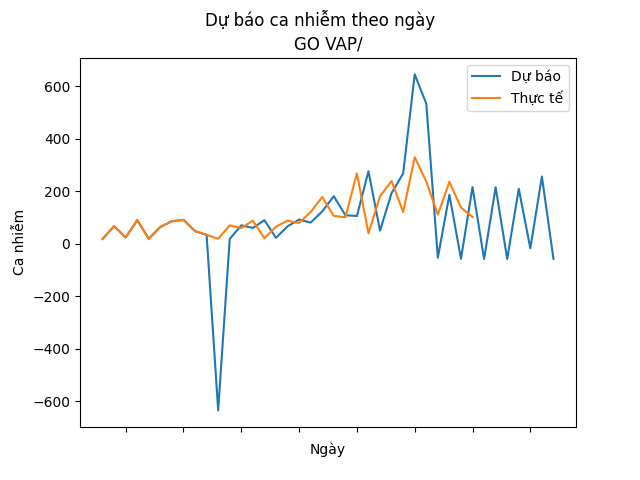 Dự báo ca nhiễm theo ngày
GO VAP/
Dự báo
Thực tế
600
400
200
0
−200
−400
−600
Ca nhiễm
Ngày